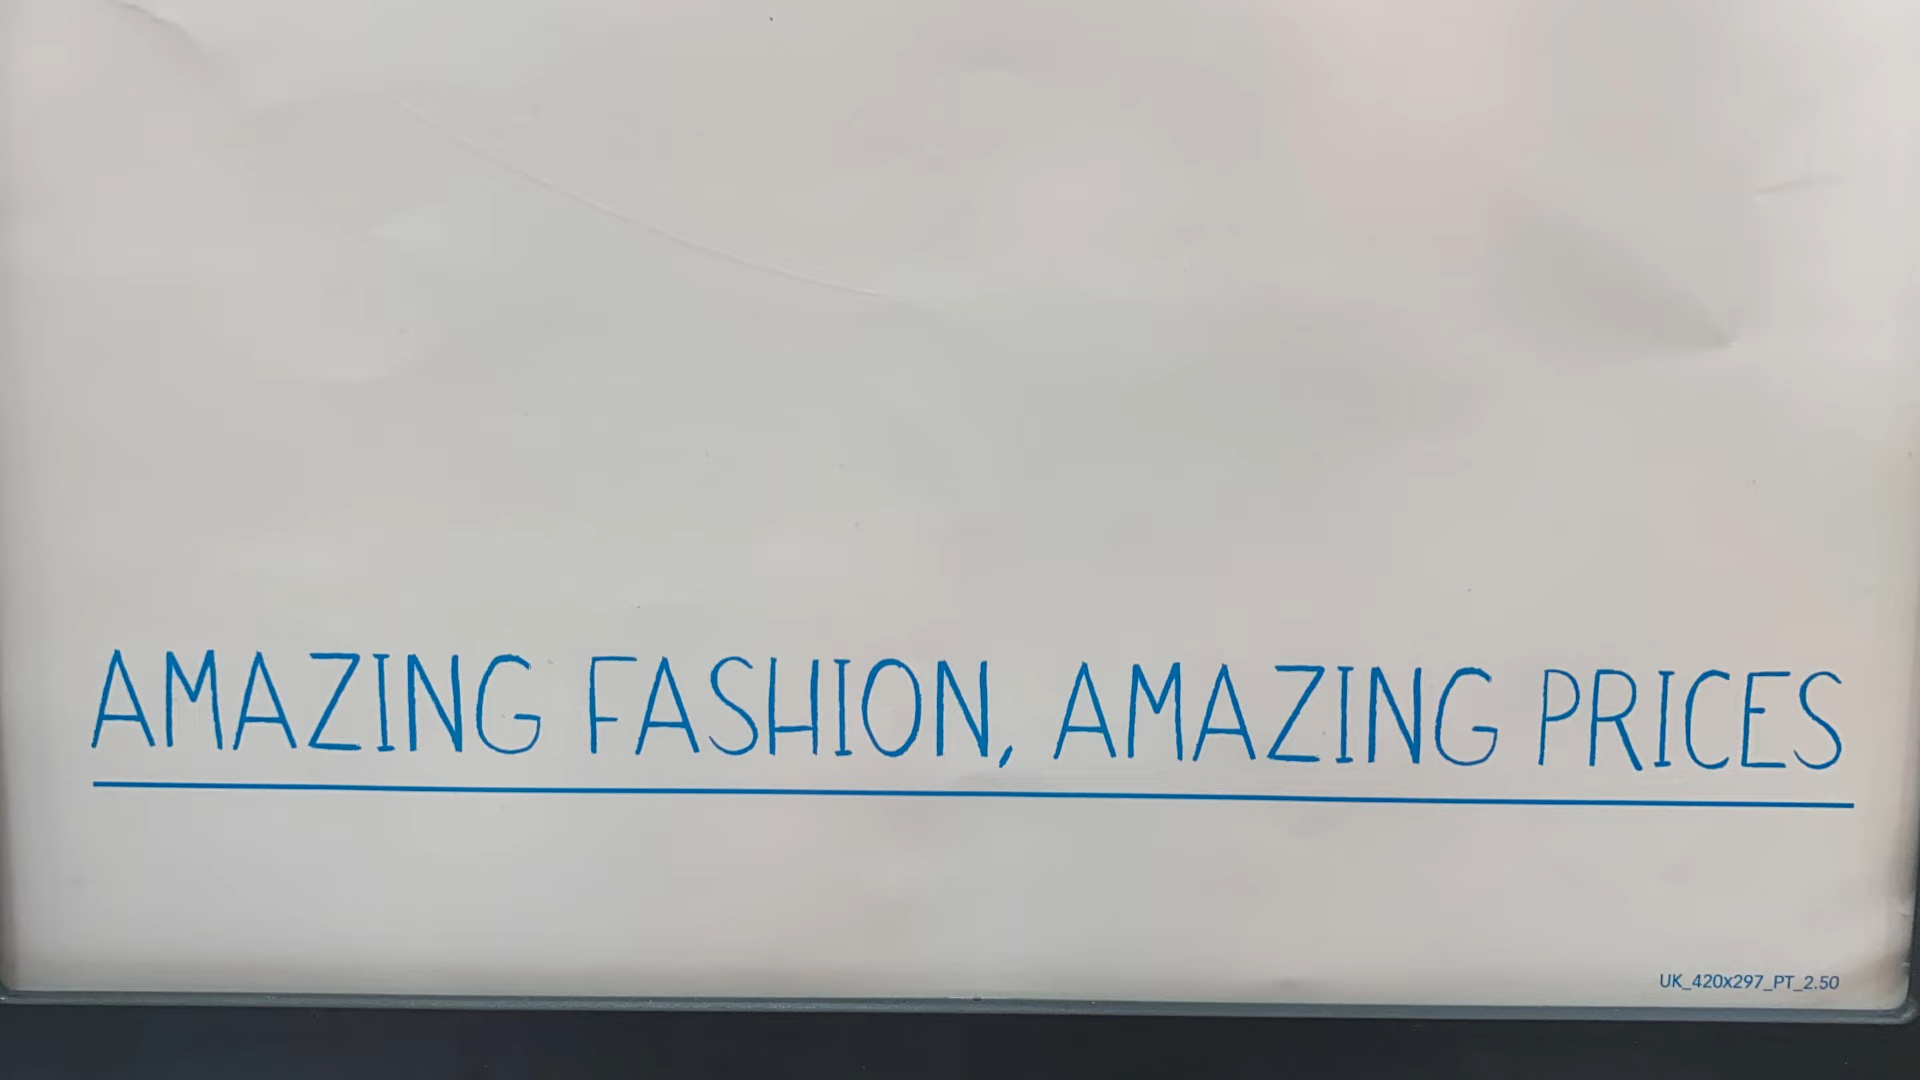 AMAZING FASHION, AMAZING PRICES
UK_420x297_PT_2.50